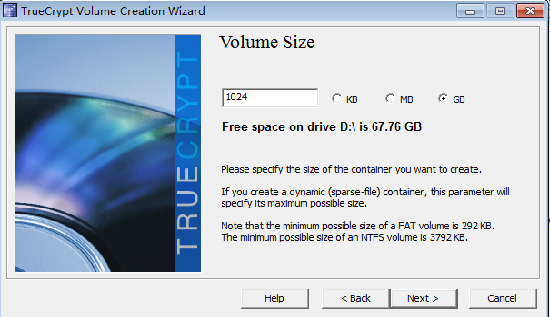 TrueCrypt Volume Creation Wizard
TRUECRYPT
Volume Size
1024 KB MB GB
Free space on drive D:\ is 67.76 GB
Please specify the size of the container you want to create.
If you create a dynamic (sparse-file) container, this parameter will
specify its maximum possible size.
Note that the minimum possible size of a FAT volume is 292 KB.
The minimum possible size of an NTFS volume is 3792 KB.
Help < Back Next > Cancel